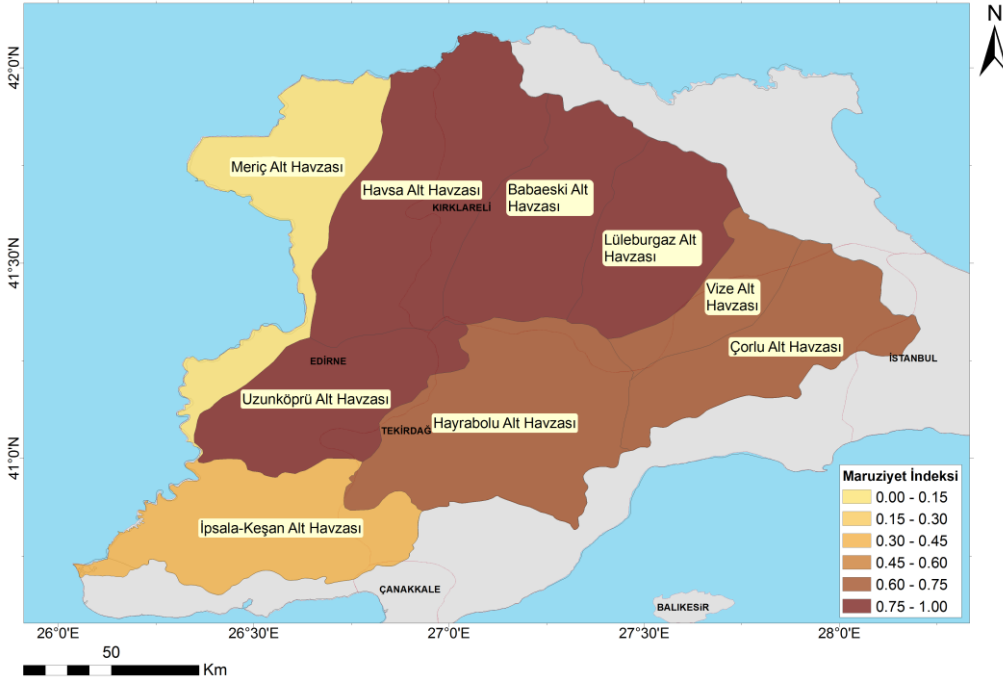 N
42°0'N
41°30'N
41°0'N
Meriç Alt Havzası
Havsa Alt Havzası
KIRKLARELİ
Babaeski Alt
Havzası
Lüleburgaz Alt
Havzası
Vize Alt
Havzası
Çorlu Alt Havzası
İSTANBUL
EDİRNE
Uzunköprü Alt Havzası
TEKİRDAĞ
Hayrabolu Alt Havzası
İpsala-Keşan Alt Havzası
ÇANAKKALE
BALIKESİR
Maruziyet İndeksi
0.00 - 0.15
0.15 - 0.30
0.30 - 0.45
0.45 - 0.60
0.60 - 0.75
0.75 - 1.00
26°0'E
26°30'E
27°0'E
27°30'E
28°0'E
50
Km